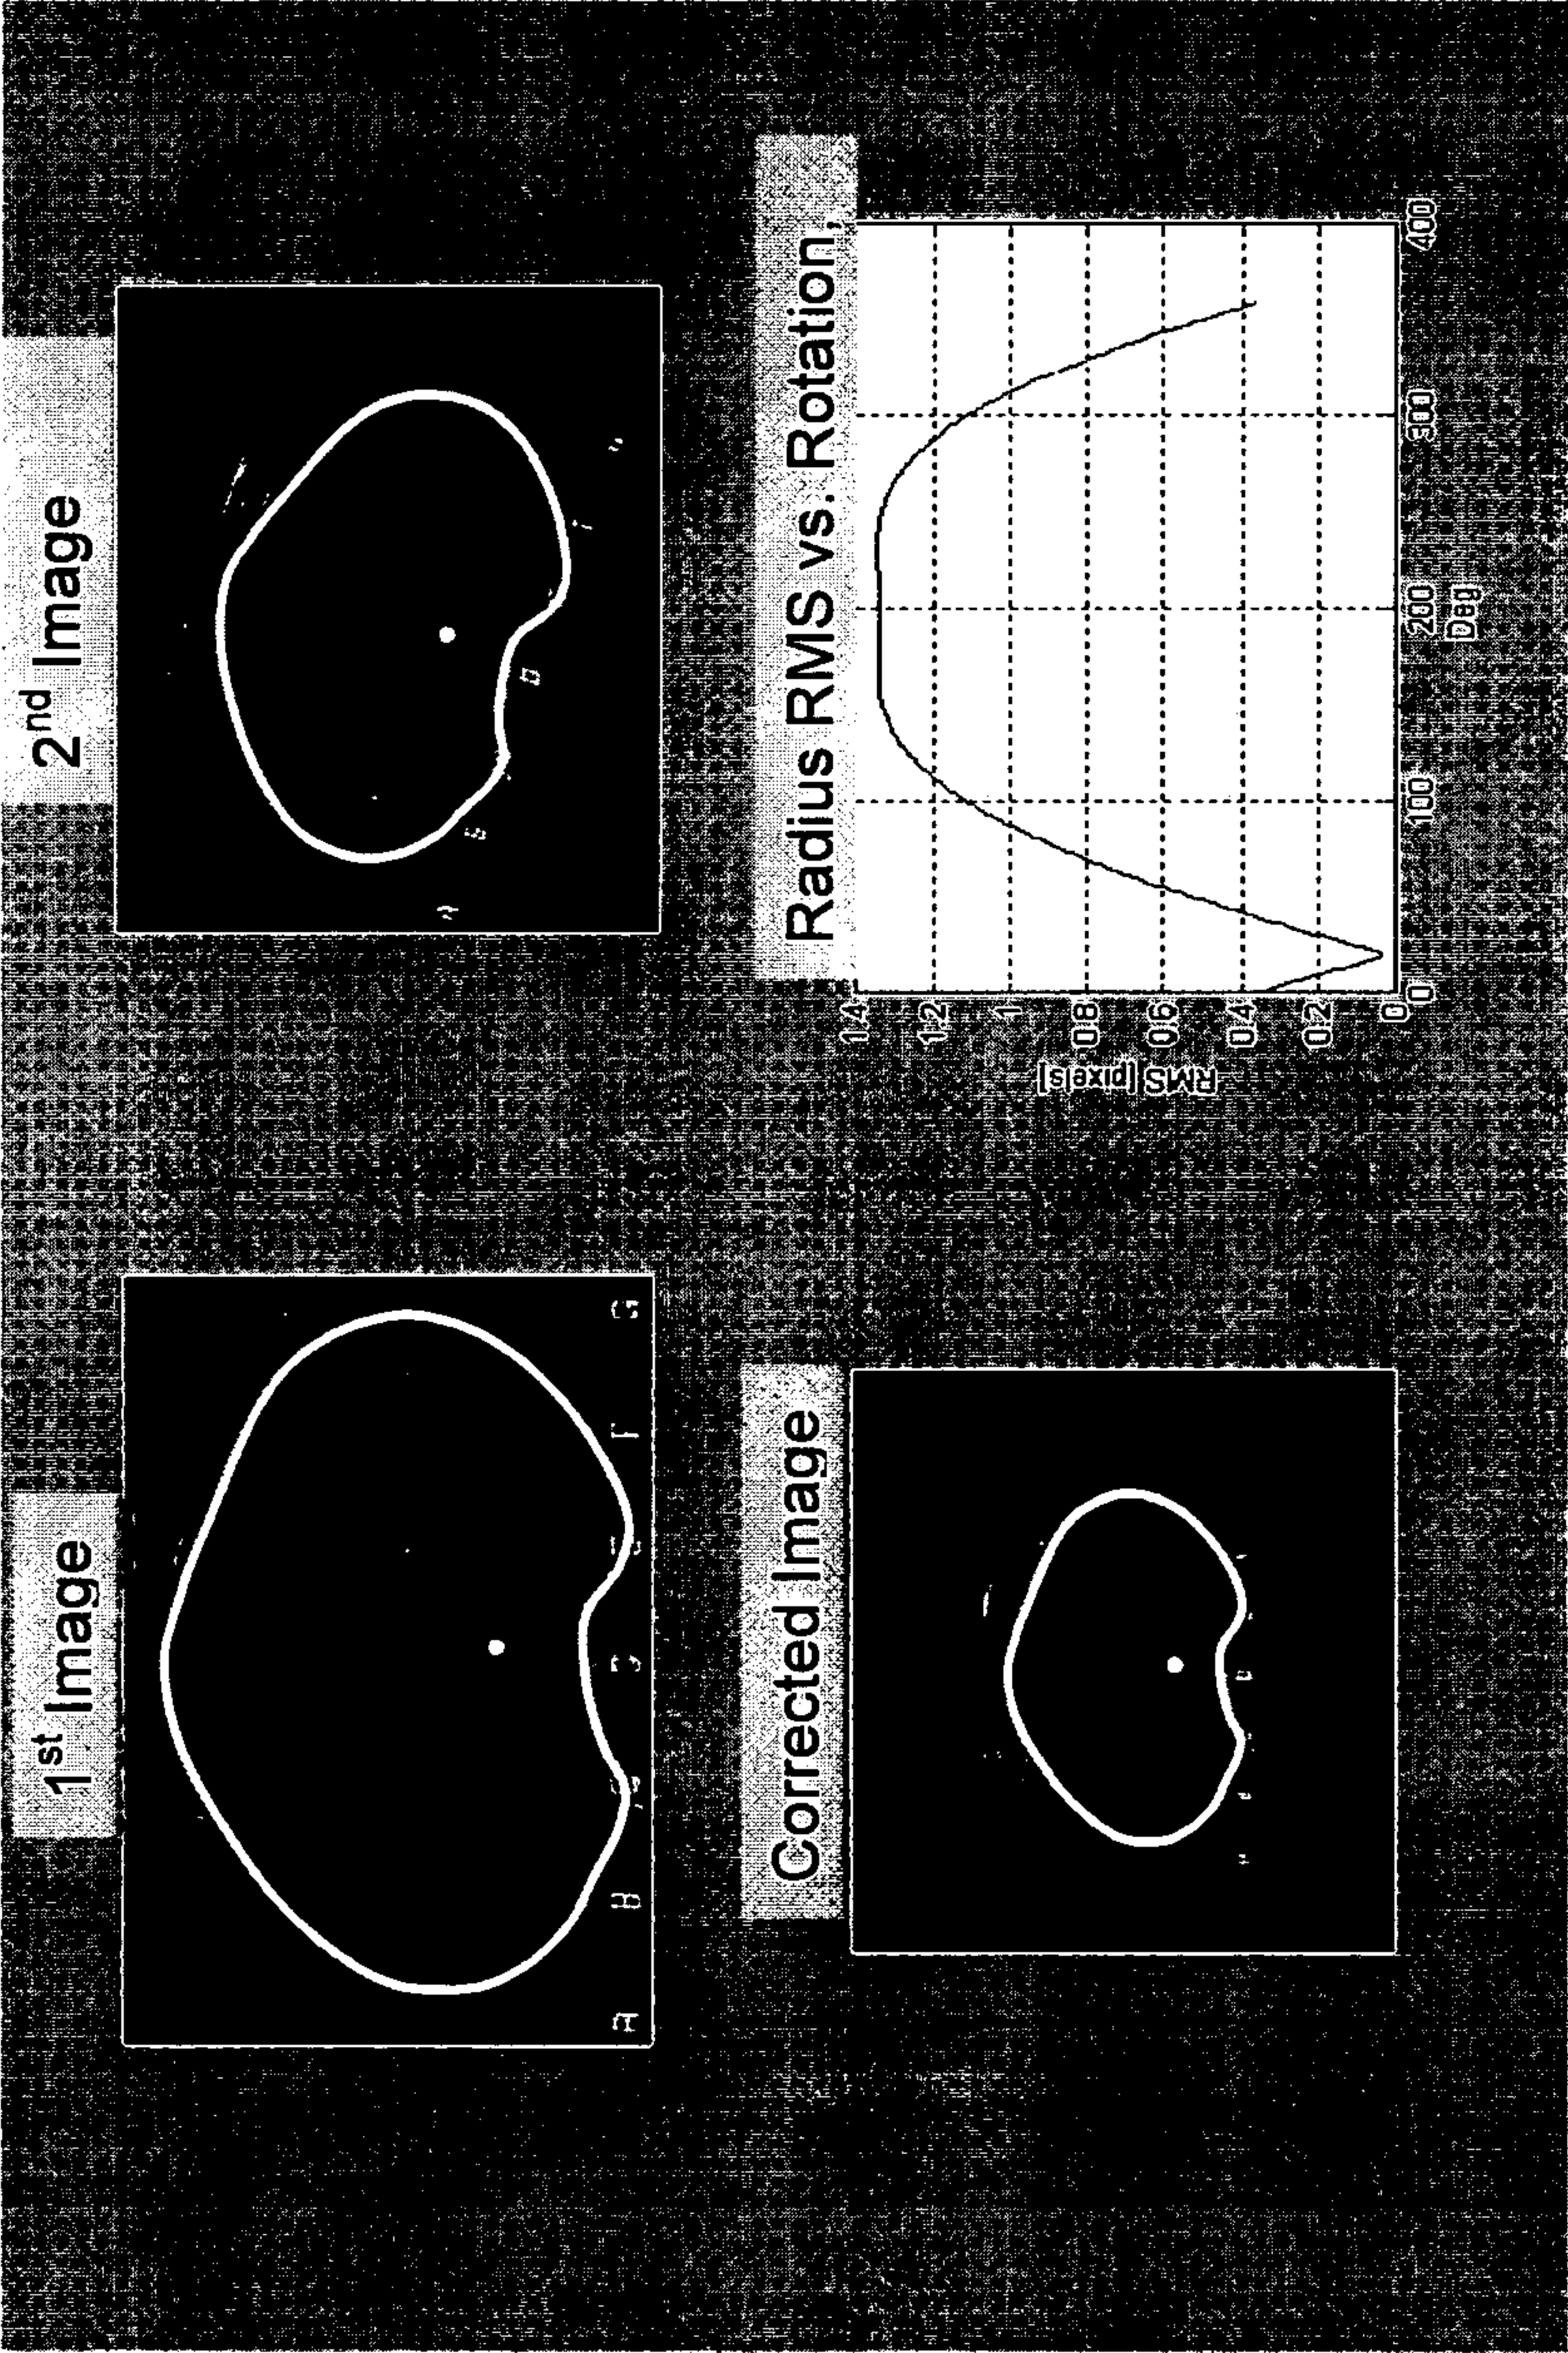 1st Image
A B D F G
2nd Image
A B D
Corrected Image
D
Radius RMS vs. Rotation,
RMS [pixels]
1.4
1.2
1
0.8
0.6
0.4
0.2
0
0 100 200 300 400
Deg